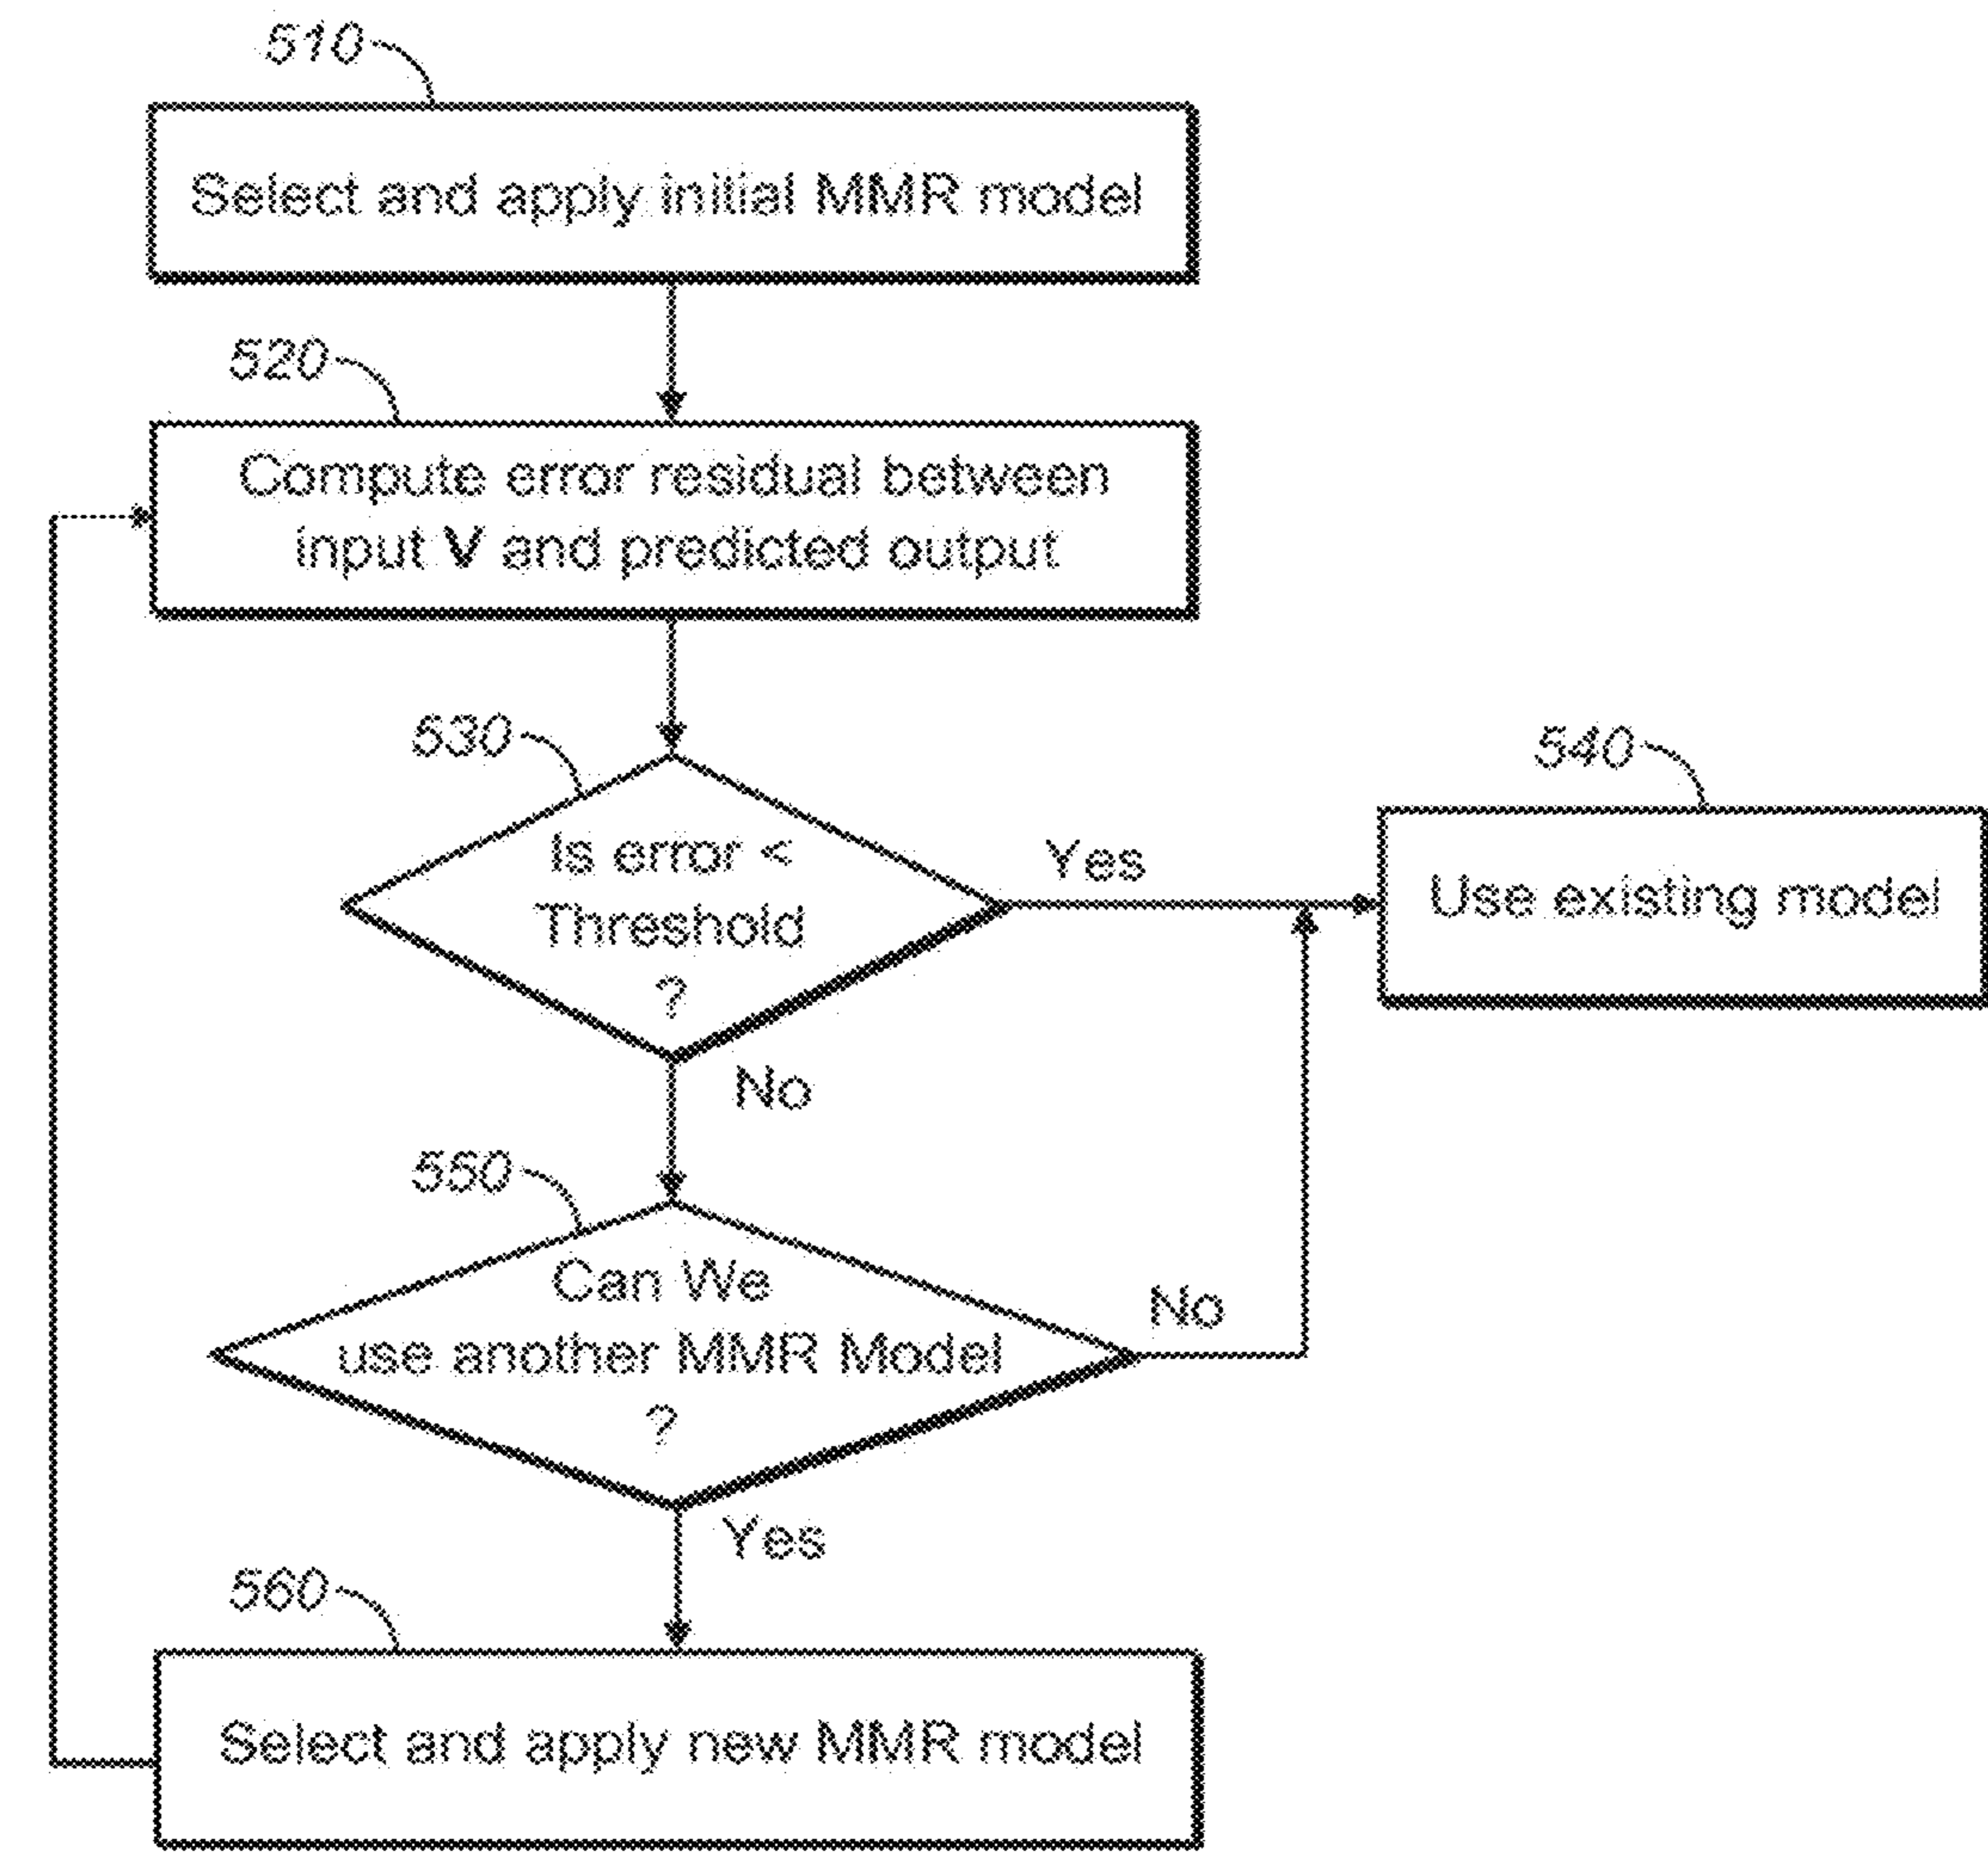 510
Select and apply initial MMR model
520
Compute error residual between
input V and predicted output
530
Is error <
Threshold
?
Yes
540
Use existing model
No
550
Can We
use another MMR Model
?
No
Yes
560
Select and apply new MMR model